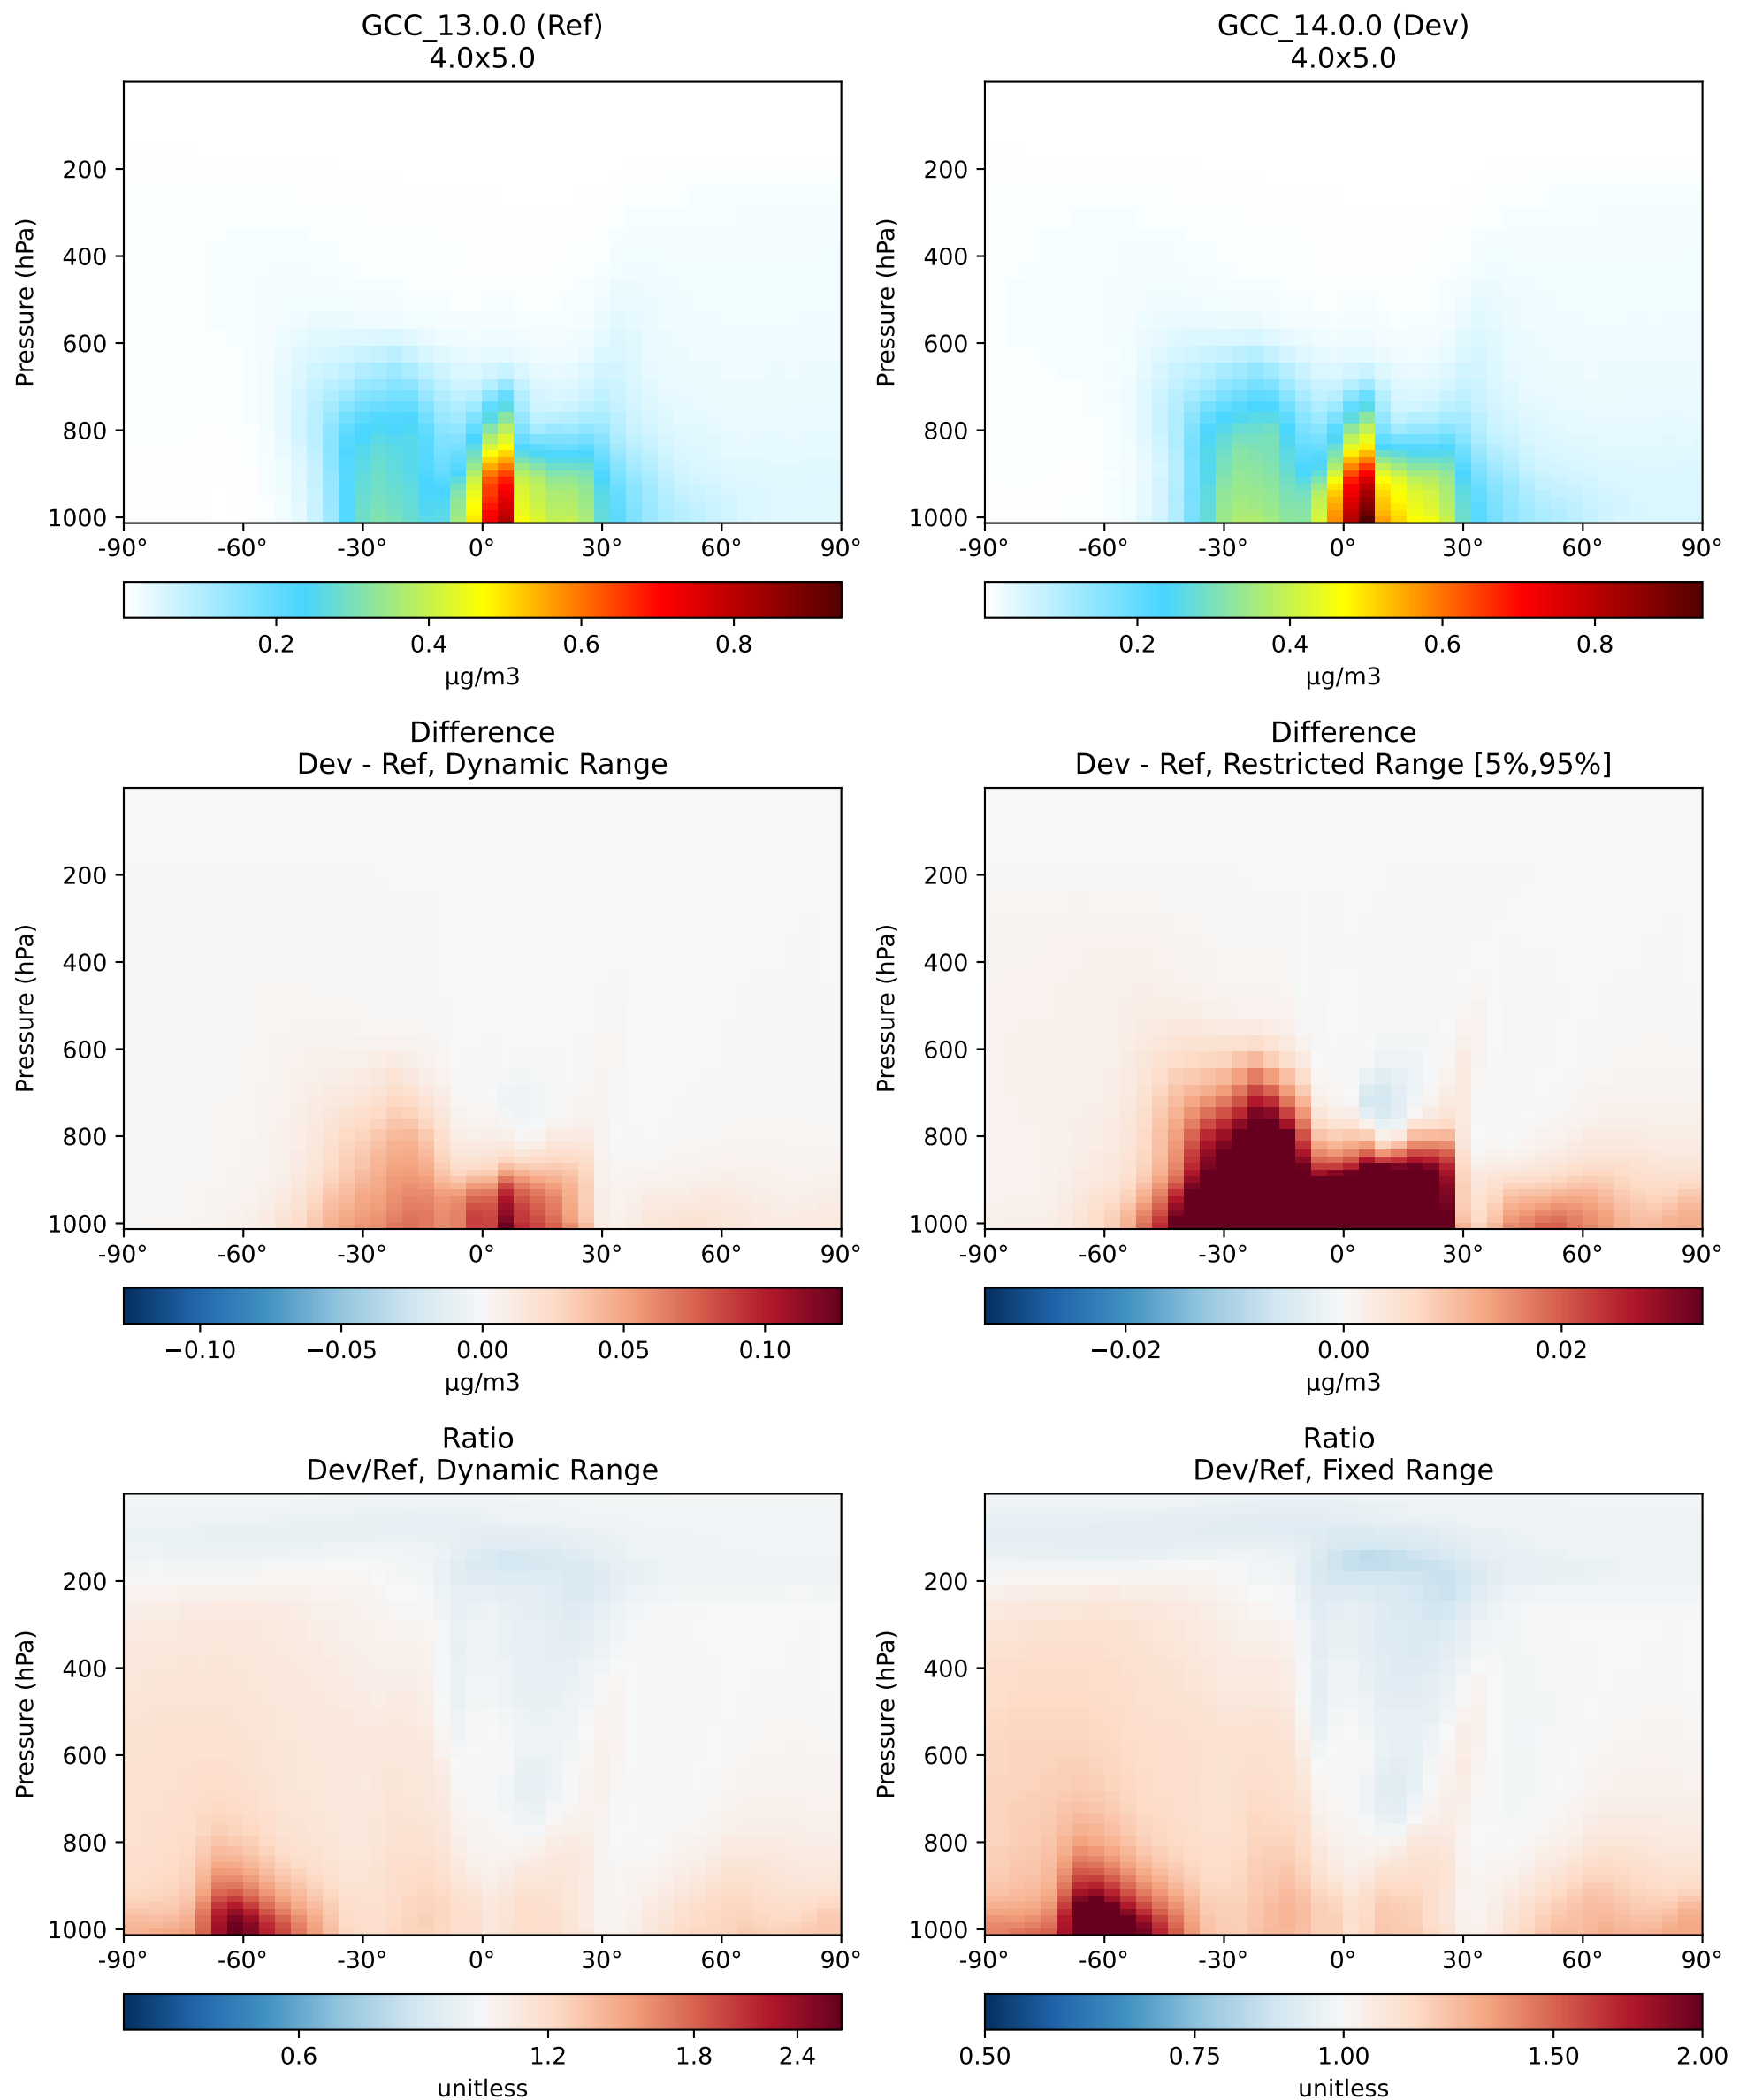 GCC_13.0.0 (Ref)
4.0x5.0
Pressure (hPa)
200
400
600
800
1000
-90° -60° -30° 0° 30° 60° 90°
0.2 0.4 0.6 0.8
μg/m3
GCC_14.0.0 (Dev)
4.0x5.0
Pressure (hPa)
200
400
600
800
1000
-90° -60° -30° 0° 30° 60° 90°
0.2 0.4 0.6 0.8
μg/m3
Difference
Dev - Ref, Dynamic Range
Pressure (hPa)
200
400
600
800
1000
-90° -60° -30° 0° 30° 60° 90°
−0.10 −0.05 0.00 0.05 0.10
μg/m3
Difference
Dev - Ref, Restricted Range [5%,95%]
Pressure (hPa)
200
400
600
800
1000
-90° -60° -30° 0° 30° 60° 90°
−0.02 0.00 0.02
μg/m3
Ratio
Dev/Ref, Dynamic Range
Pressure (hPa)
200
400
600
800
1000
-90° -60° -30° 0° 30° 60° 90°
0.6 1.2 1.8 2.4
unitless
Ratio
Dev/Ref, Fixed Range
Pressure (hPa)
200
400
600
800
1000
-90° -60° -30° 0° 30° 60° 90°
0.50 0.75 1.00 1.50 2.00
unitless